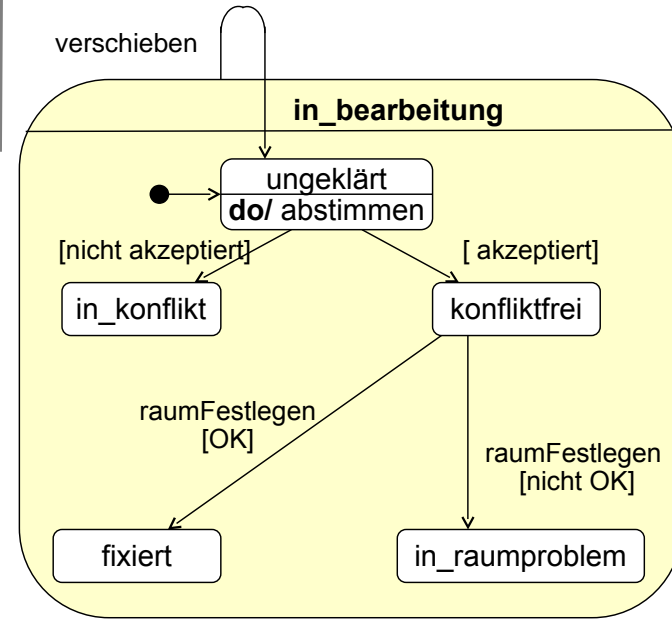 verschieben
in_bearbeitung
ungeklärt
do/ abstimmen
[nicht akzeptiert]
[ akzeptiert]
in_konflikt
konfliktfrei
raumFestlegen
[OK]
raumFestlegen
[nicht OK]
fixiert
in_raumproblem